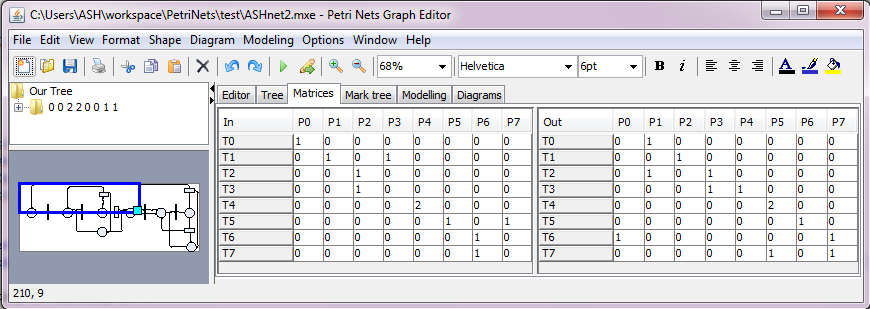 C:\Users\ASH\workspace\PetriNets\test\ASHnet2.mxe - Petri Nets Graph Editor
File Edit View Format Shape Diagram Modeling Options Window Help
68% Helvetica 6pt B i A
Our Tree
0 0 2 2 0 0 1 1
Editor Tree Matrices Mark tree Modelling Diagrams
In P0 P1 P2 P3 P4 P5 P6 P7 Out P0 P1 P2 P3 P4 P5 P6 P7
T0 1 0 0 0 0 0 0 0 T0 0 1 0 0 0 0 0 0
T1 0 1 0 1 0 0 0 0 T1 0 0 1 0 0 0 0 0
T2 0 0 1 0 0 0 0 0 T2 0 1 0 1 0 0 0 0
T3 0 0 1 0 0 0 0 0 T3 0 0 0 1 1 0 0 0
T4 0 0 0 0 2 0 0 0 T4 0 0 0 0 0 2 0 0
T5 0 0 0 0 0 1 0 1 T5 0 0 0 0 0 0 1 0
T6 0 0 0 0 0 0 1 0 T6 1 0 0 0 0 0 0 1
T7 0 0 0 0 0 0 1 0 T7 0 0 0 0 0 1 0 1
210, 9